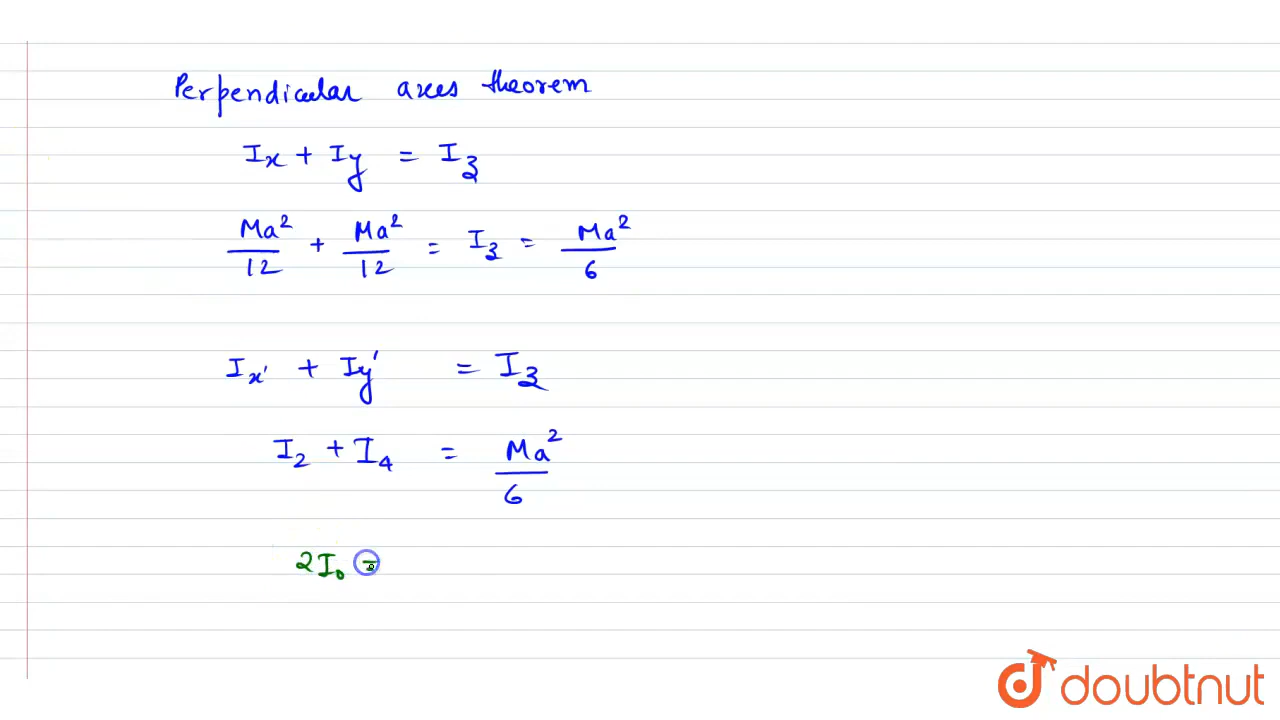 Perpendicular axes theorem
Ix + Iy = I3
Ma²/12 + Ma²/12 = I3 = Ma²/6
Ix' + Iy' = I3
I2 + I4 = Ma²/6
2I0 =
doubtnut